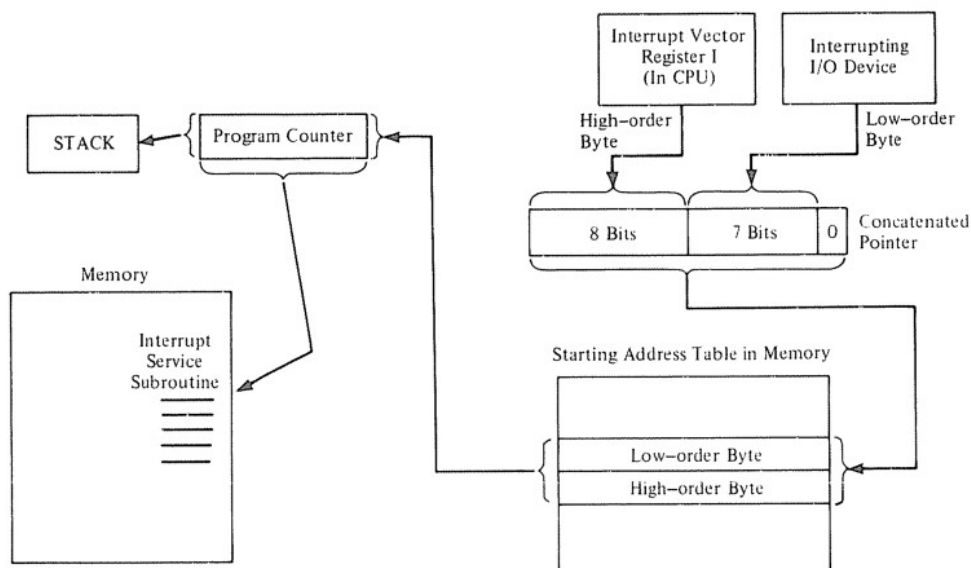 Interrupt Vector
Register I
(In CPU)
Interrupting
I/O Device
High-order
Byte
Low-order
Byte
STACK
Program Counter
8 Bits
7 Bits
0
Concatenated
Pointer
Memory
Interrupt
Service
Subroutine
Starting Address Table in Memory
Low-order Byte
High-order Byte